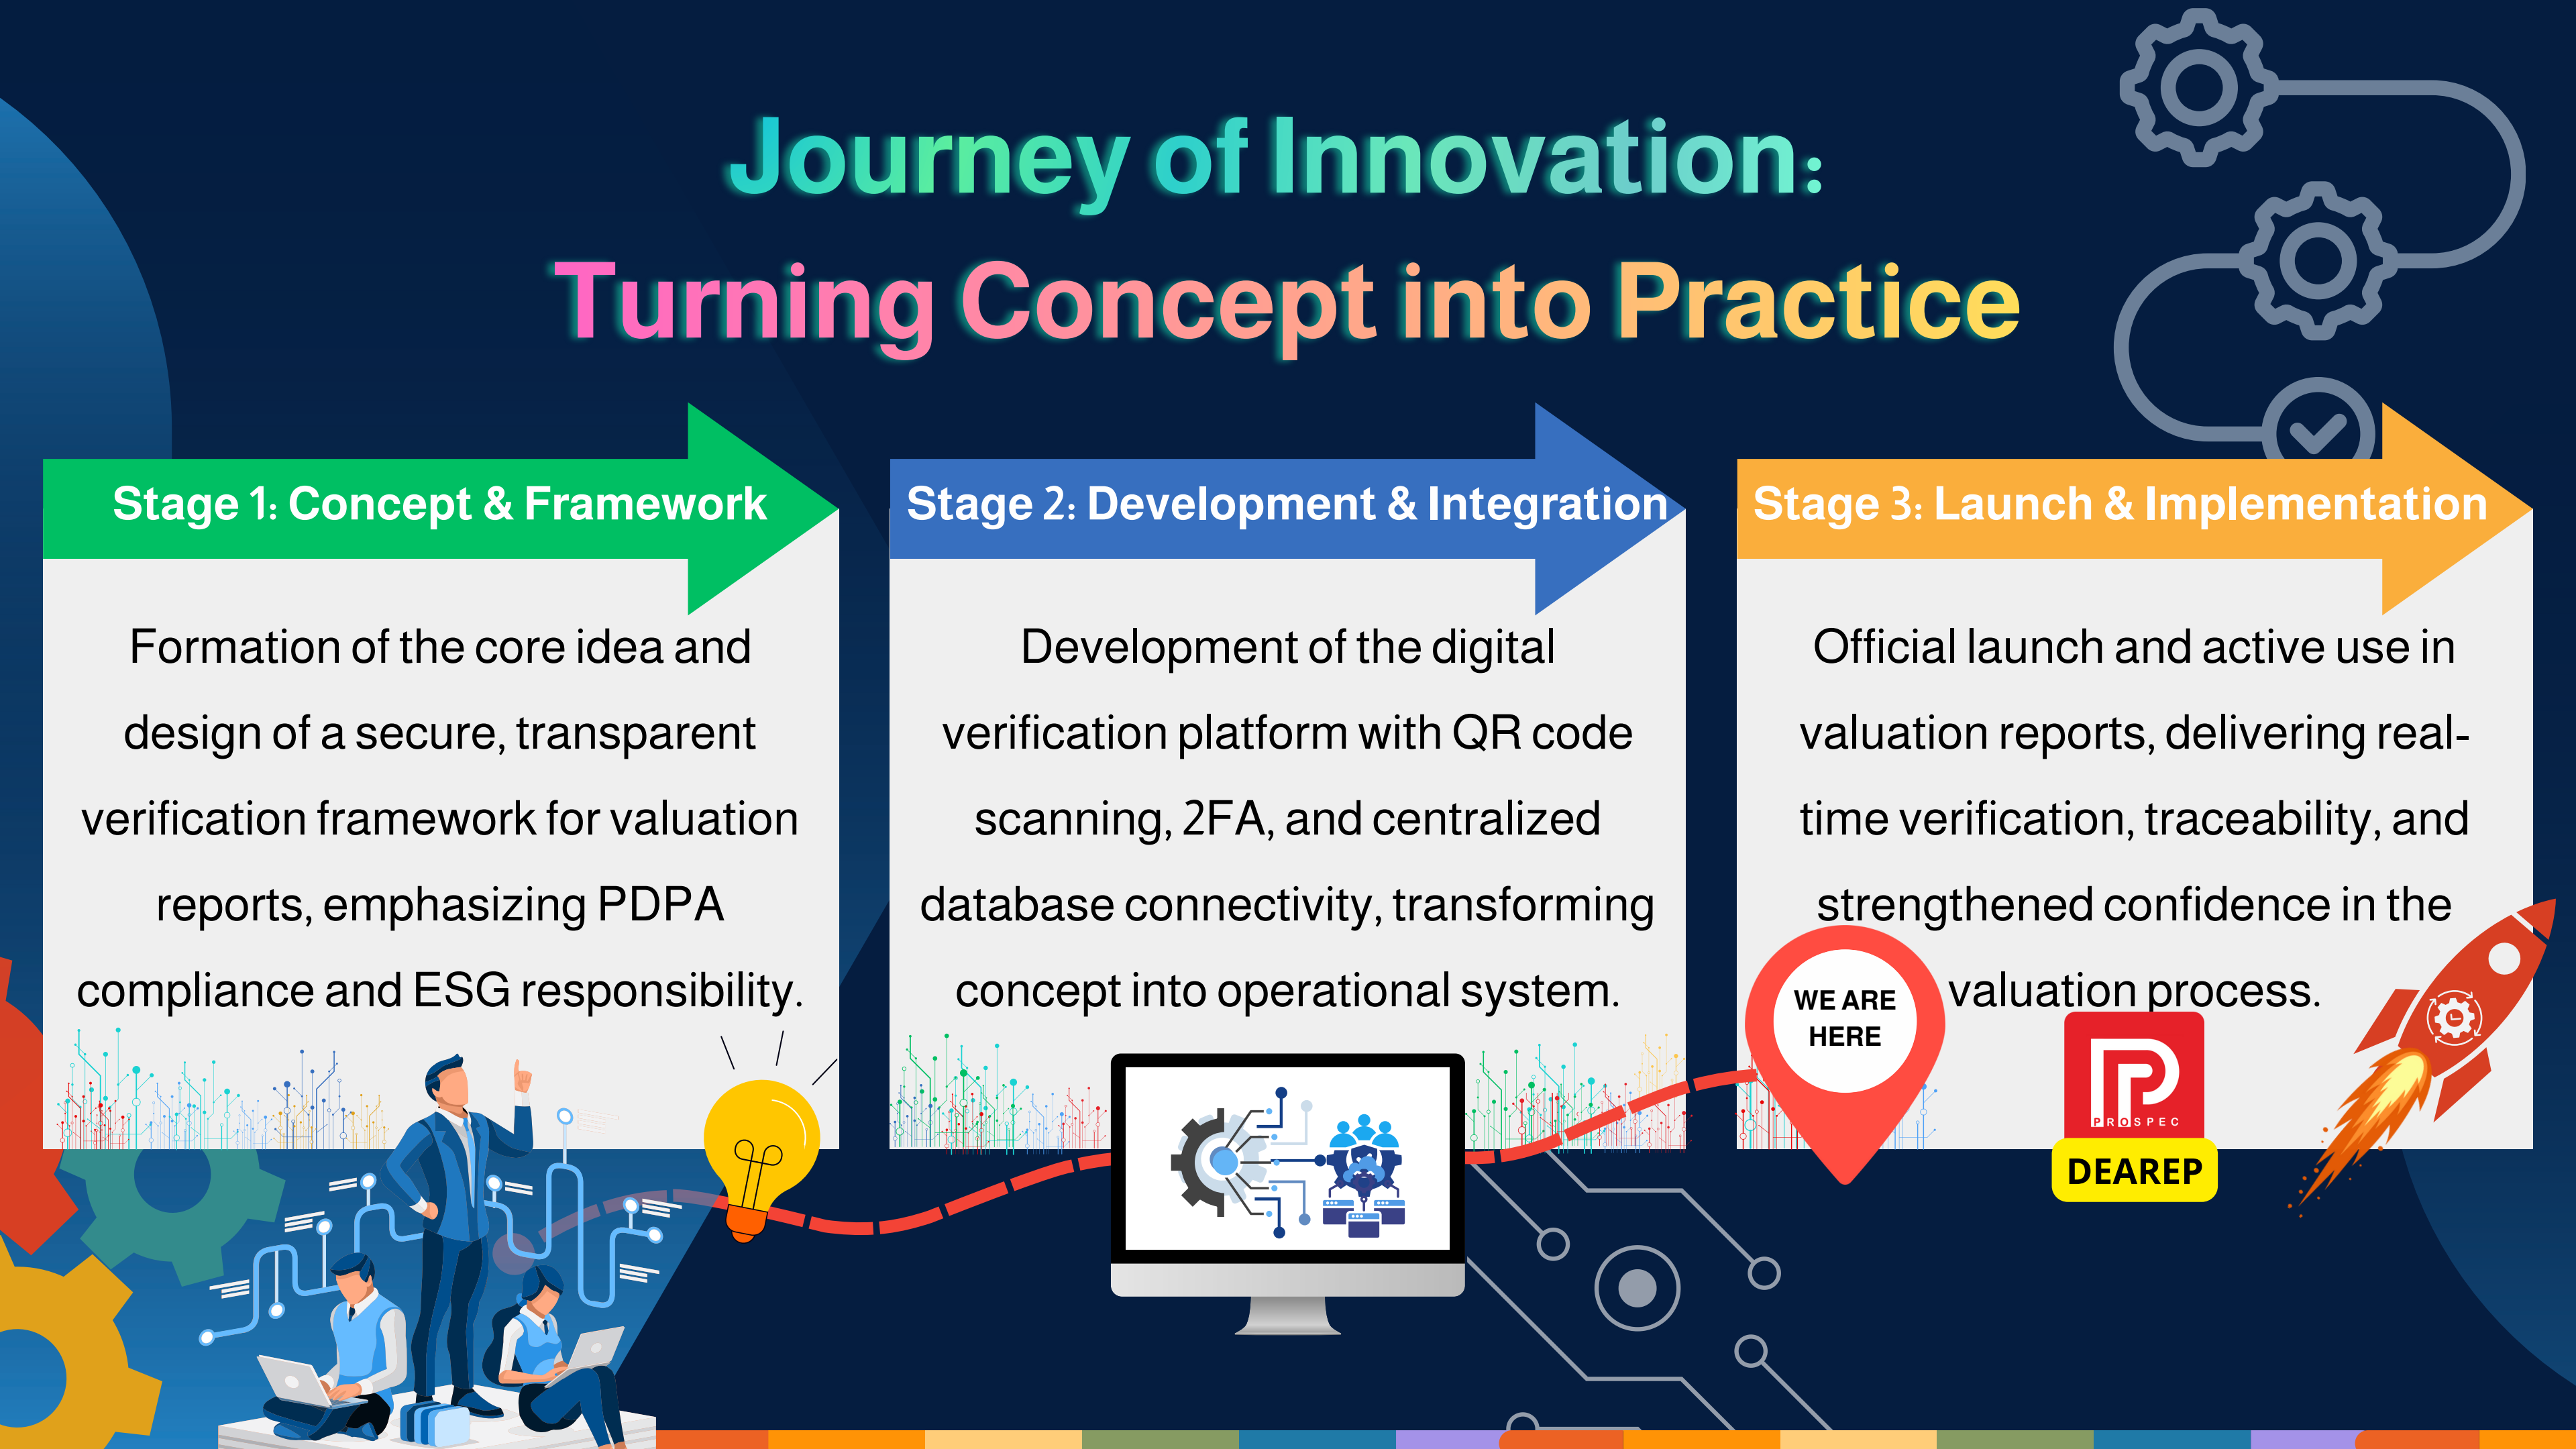 Journey of Innovation:
Turning Concept into Practice
Stage 1: Concept & Framework
Formation of the core idea and
design of a secure, transparent
verification framework for valuation
reports, emphasizing PDPA
compliance and ESG responsibility.
Stage 2: Development & Integration
Development of the digital
verification platform with QR code
scanning, 2FA, and centralized
database connectivity, transforming
concept into operational system.
Stage 3: Launch & Implementation
Official launch and active use in
valuation reports, delivering real-
time verification, traceability, and
strengthened confidence in the
valuation process.
WE ARE
HERE
PROSPEC
DEAREP